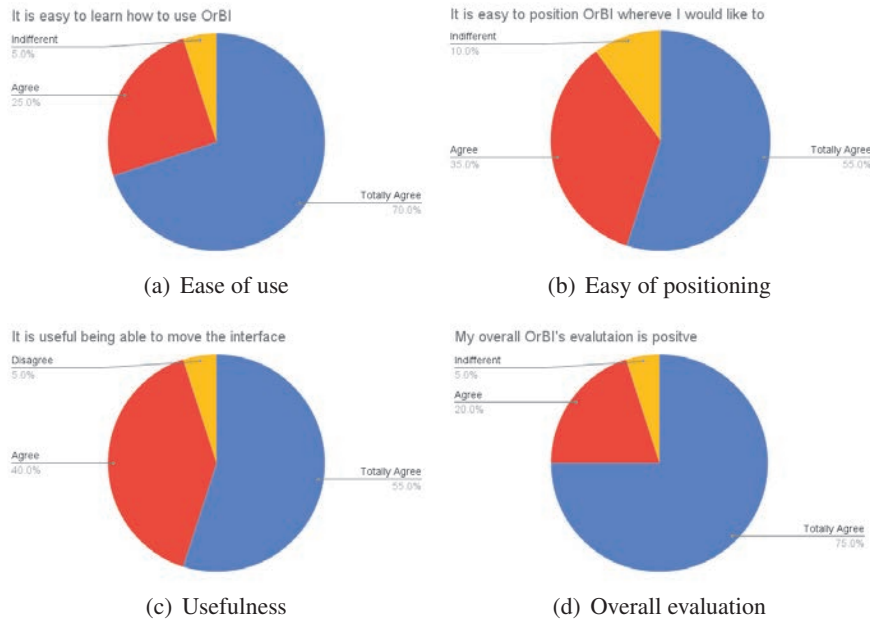 It is easy to learn how to use OrBI
Indifferent
5.0%
Agree
25.0%
Totally Agree
70.0%
(a) Ease of use
It is easy to position OrBI whereve I would like to
Indifferent
10.0%
Agree
35.0%
Totally Agree
55.0%
(b) Easy of positioning
It is useful being able to move the interface
Disagree
5.0%
Agree
40.0%
Totally Agree
55.0%
(c) Usefulness
My overall OrBI's evalutaion is positve
Indifferent
5.0%
Agree
20.0%
Totally Agree
75.0%
(d) Overall evaluation